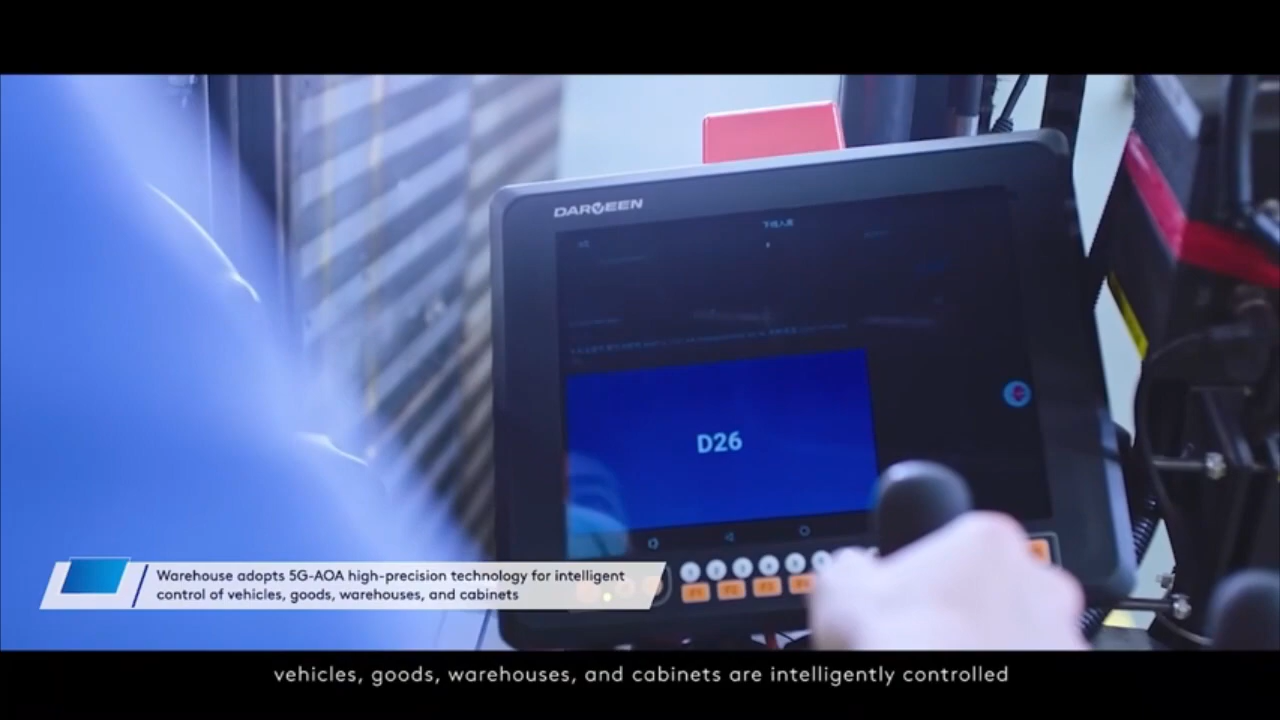 DARVEEN
D26
Warehouse adopts 5G-AOA high-precision technology for intelligent
control of vehicles, goods, warehouses, and cabinets
vehicles, goods, warehouses, and cabinets are intelligently controlled